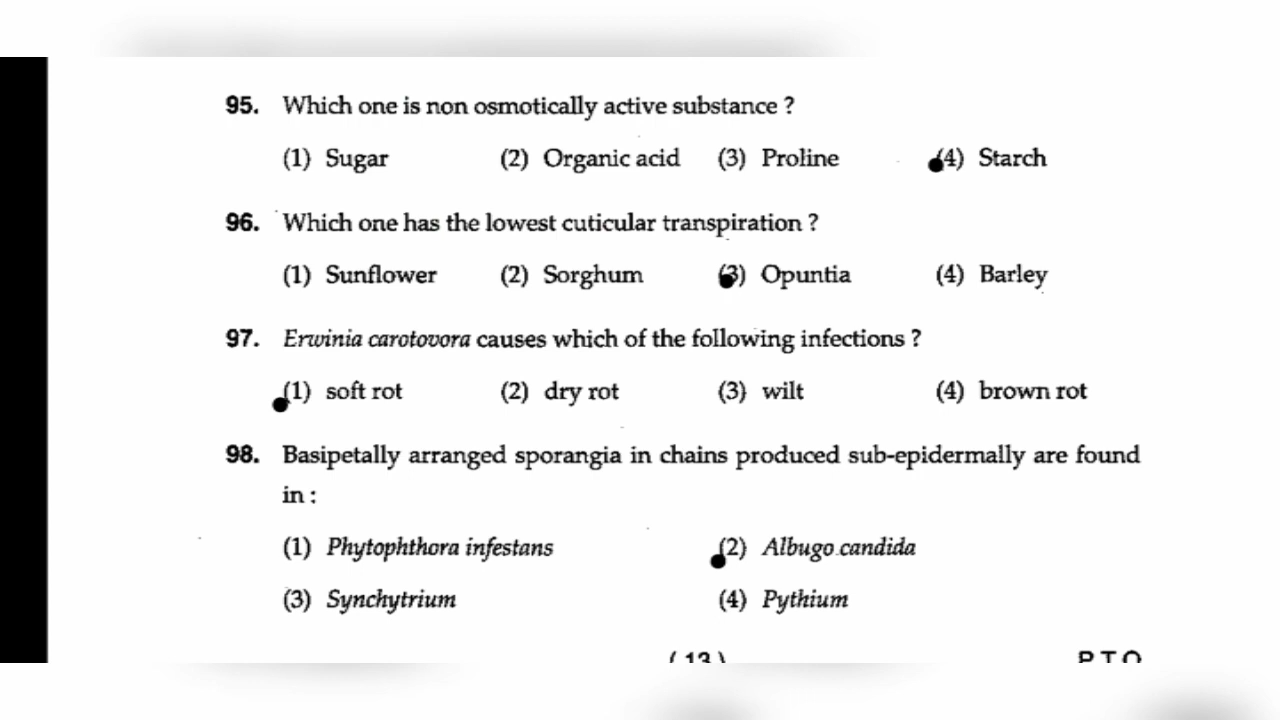 95. Which one is non osmotically active substance ?
(1) Sugar (2) Organic acid (3) Proline (4) Starch
96. Which one has the lowest cuticular transpiration ?
(1) Sunflower (2) Sorghum (3) Opuntia (4) Barley
97. Erwinia carotovora causes which of the following infections ?
(1) soft rot (2) dry rot (3) wilt (4) brown rot
98. Basipetally arranged sporangia in chains produced sub-epidermally are found
in :
(1) Phytophthora infestans (2) Albugo candida
(3) Synchytrium (4) Pythium
( 13 ) P.T.O